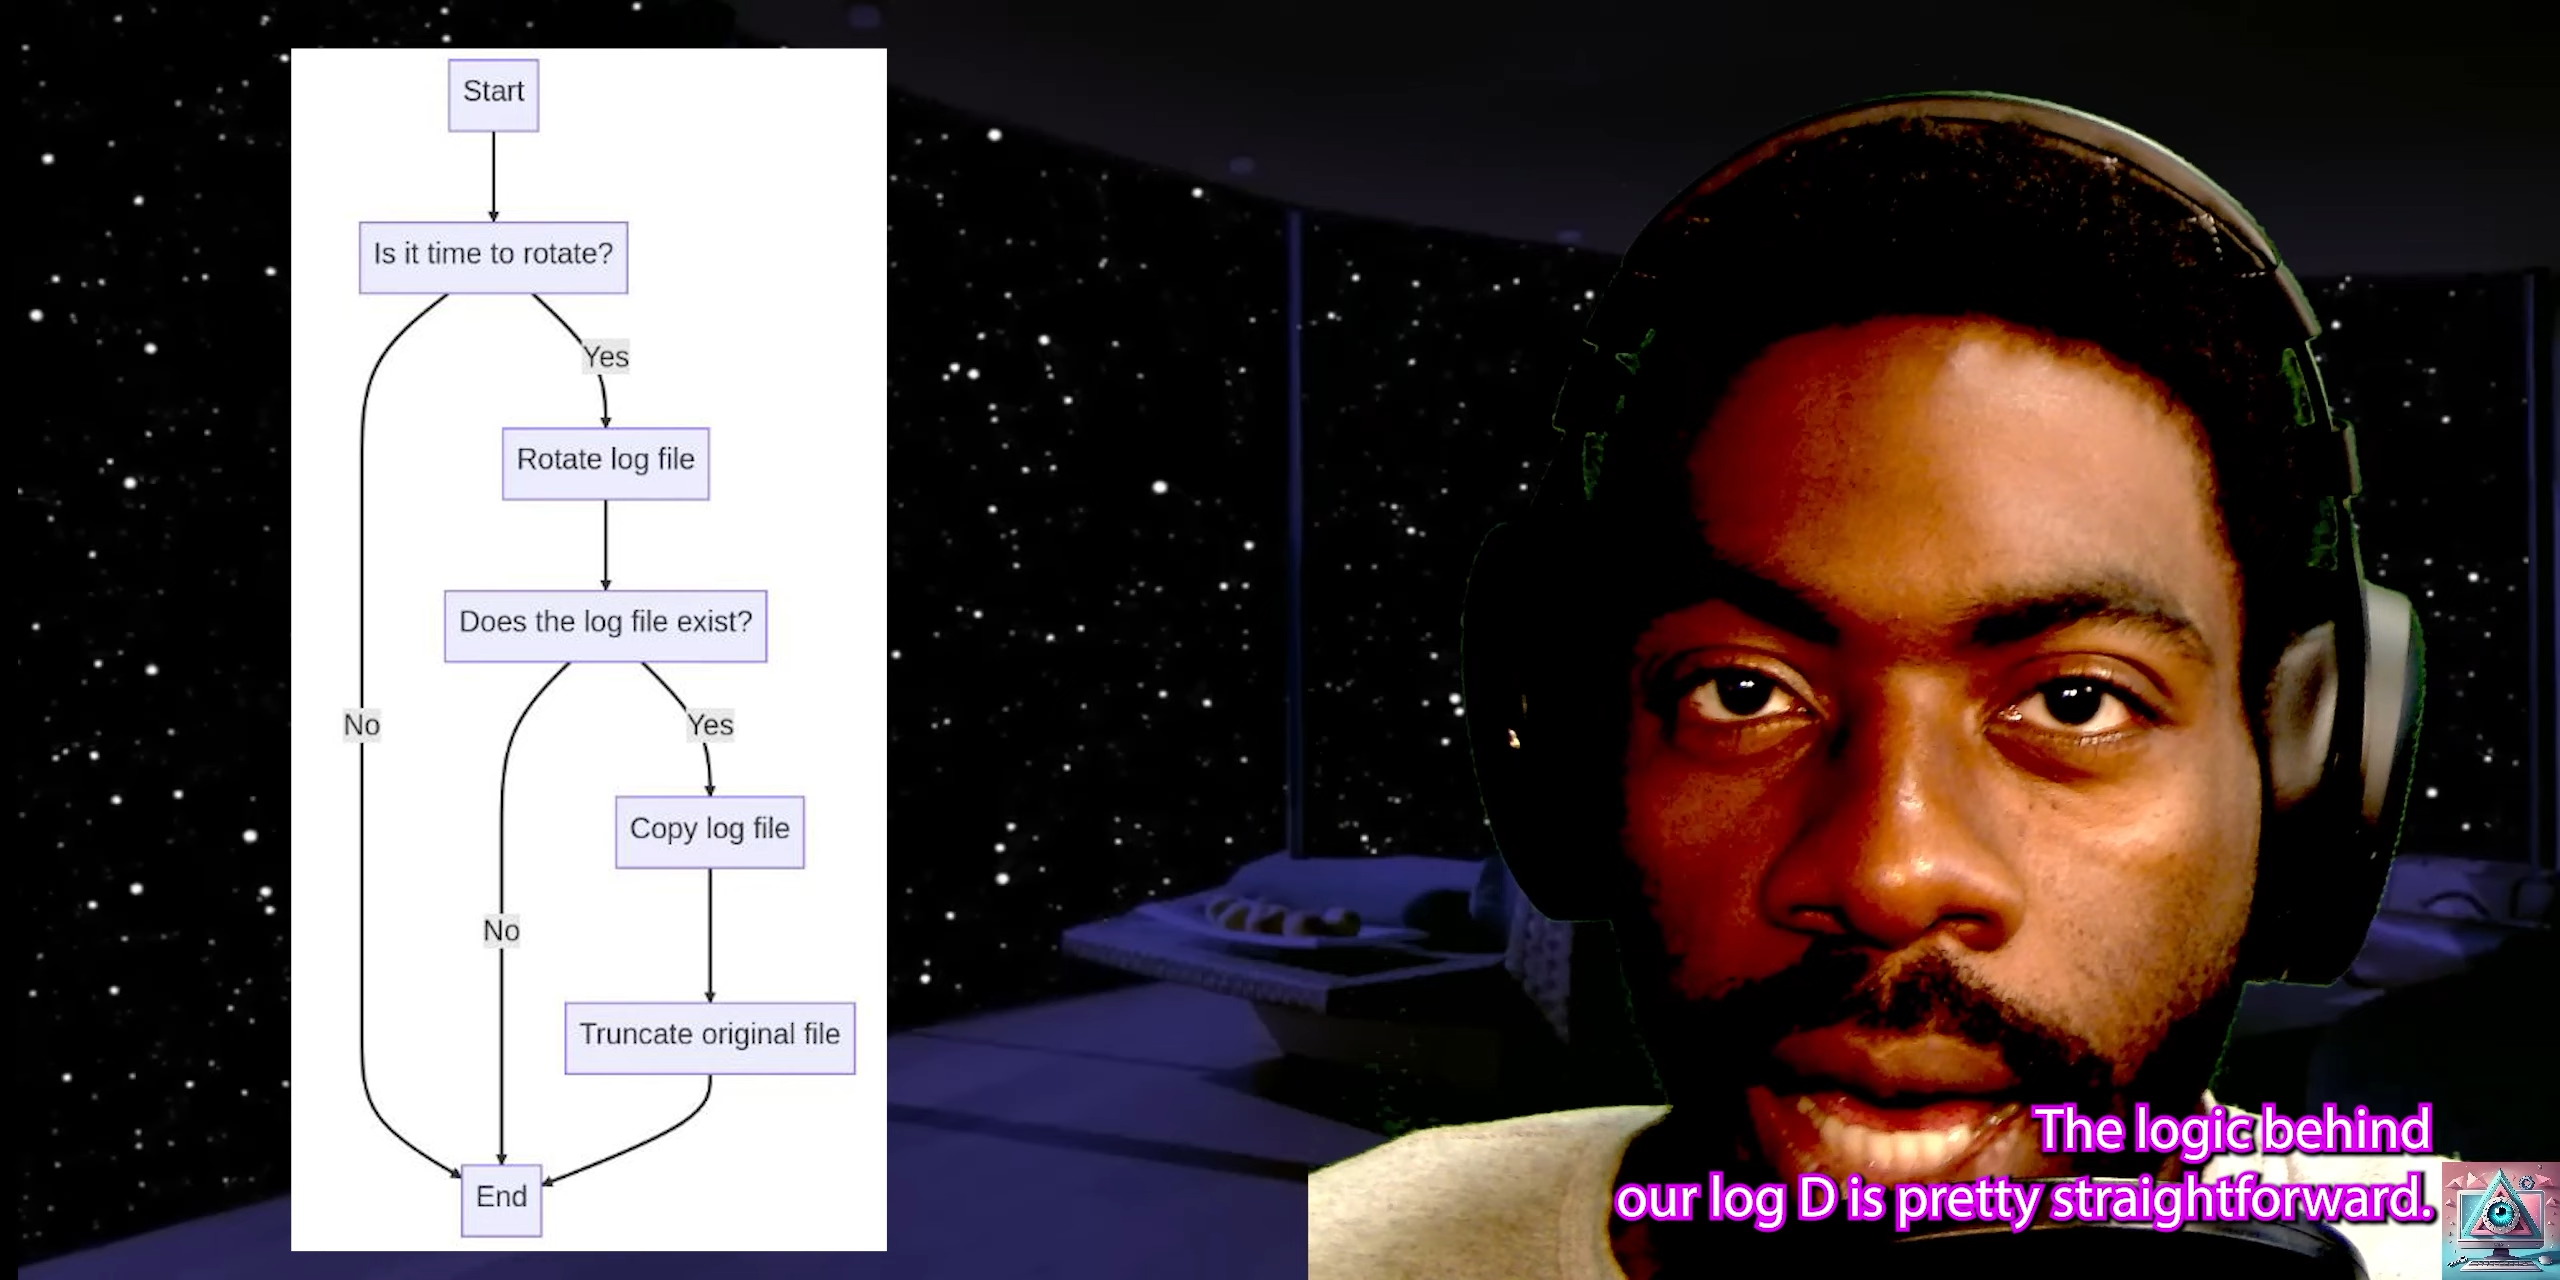 Start
Is it time to rotate?
Yes
Rotate log file
Does the log file exist?
No
Yes
Copy log file
No
Truncate original file
End
The logic behind
our log D is pretty straightforward.